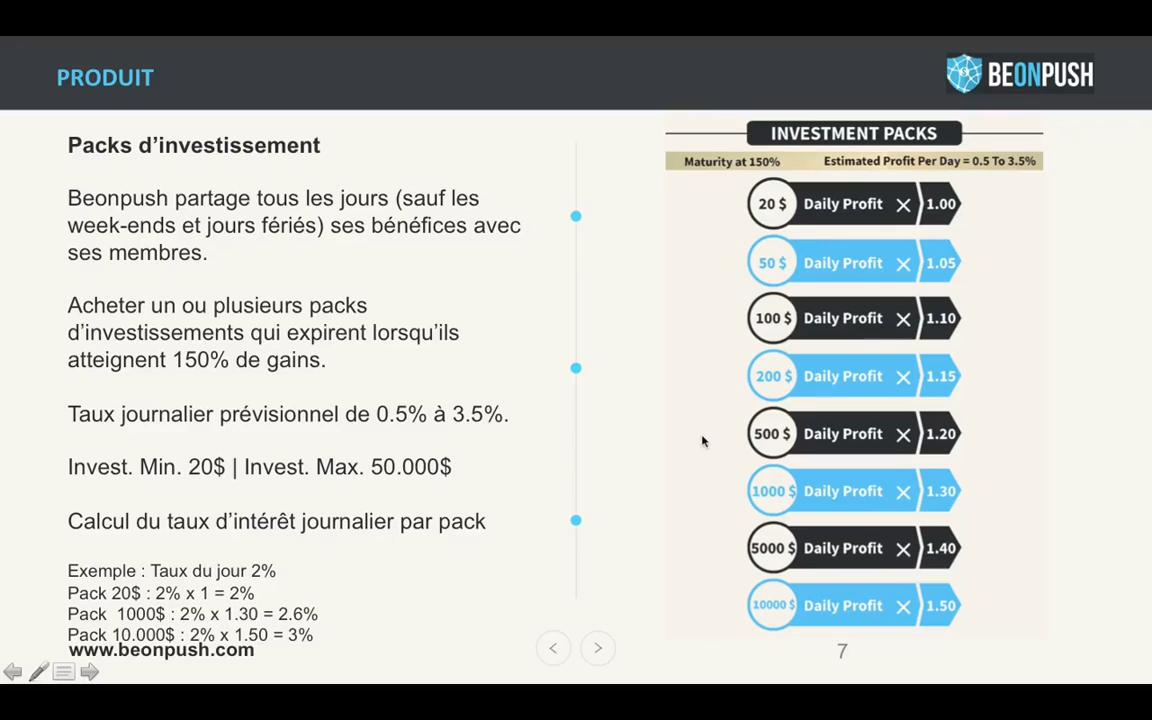 PRODUIT
BEONPUSH
Packs d’investissement
Beonpush partage tous les jours (sauf les
week-ends et jours fériés) ses bénéfices avec
ses membres.
Acheter un ou plusieurs packs
d’investissements qui expirent lorsqu’ils
atteignent 150% de gains.
Taux journalier prévisionnel de 0.5% à 3.5%.
Invest. Min. 20$ | Invest. Max. 50.000$
Calcul du taux d’intérêt journalier par pack
Exemple : Taux du jour 2%
Pack 20$ : 2% x 1 = 2%
Pack 1000$ : 2% x 1.30 = 2.6%
Pack 10.000$ : 2% x 1.50 = 3%
www.beonpush.com
INVESTMENT PACKS
Maturity at 150% Estimated Profit Per Day = 0.5 To 3.5%
20 $ Daily Profit × 1.00
50 $ Daily Profit × 1.05
100 $ Daily Profit × 1.10
200 $ Daily Profit × 1.15
500 $ Daily Profit × 1.20
1000 $ Daily Profit × 1.30
5000 $ Daily Profit × 1.40
10000 $ Daily Profit × 1.50
7